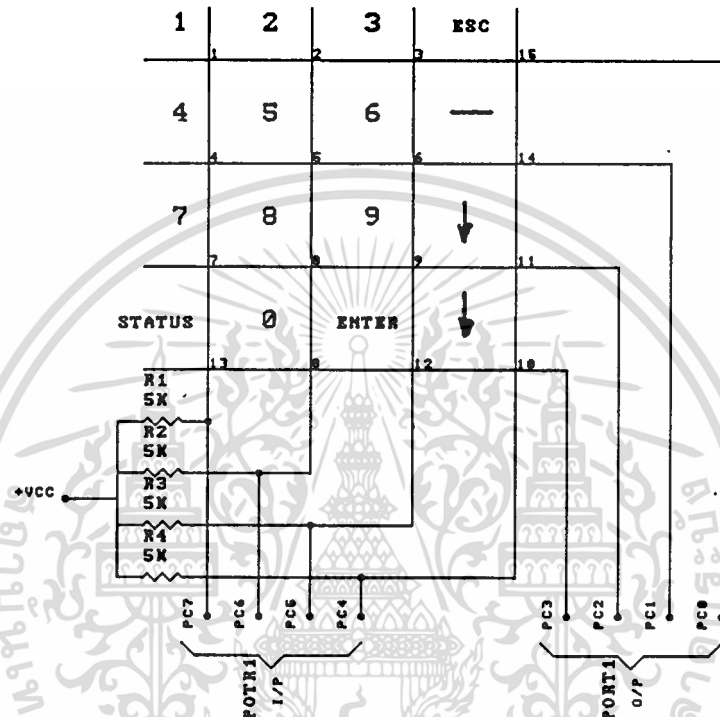 1 2 3 ESC
1 2 3 15
4 5 6 —
4 5 6 14
7 8 9
7 8 9 11
STATUS 0 ENTER
13 0 12 10
R1
5K
R2
5K
+VCC
R3
5K
R4
5K
PC7 PC6 PC6 PC4 PC3 PC2 PC1 PC0
POTR1 I/P
PORT1 O/P